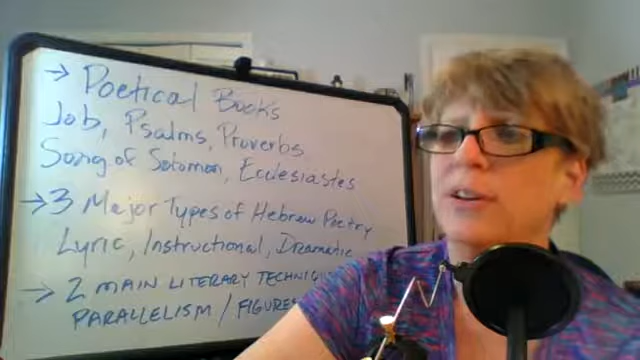 → Poetical Books
Job, Psalms, Proverbs
Song of Solomon, Ecclesiastes
→ 3 Major Types of Hebrew Poetry
Lyric, Instructional, Dramatic
→ 2 MAIN LITERARY
PARALLELISM /